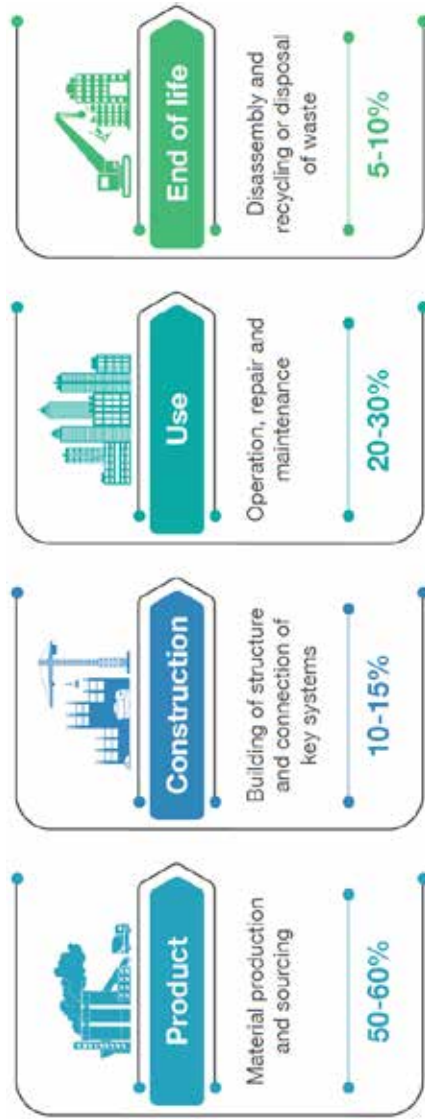 Product
Material production
and sourcing
50-60%
Construction
Building of structure
and connection of
key systems
10-15%
Use
Operation, repair and
maintenance
20-30%
End of life
Disassembly and
recycling or disposal
of waste
5-10%